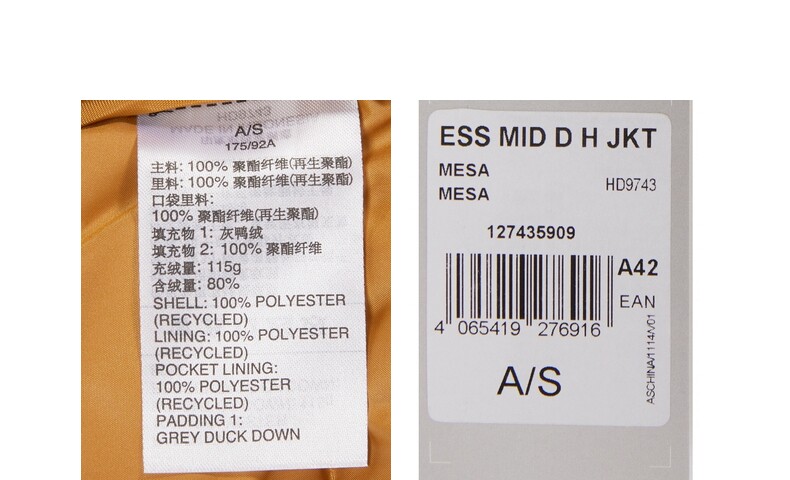 A/S
175/92A
主料: 100% 聚酯纤维(再生聚酯)
里料: 100% 聚酯纤维(再生聚酯)
口袋里料:
100% 聚酯纤维(再生聚酯)
填充物 1: 灰鸭绒
填充物 2: 100% 聚酯纤维
充绒量: 115g
含绒量: 80%
SHELL: 100% POLYESTER
(RECYCLED)
LINING: 100% POLYESTER
(RECYCLED)
POCKET LINING:
100% POLYESTER
(RECYCLED)
PADDING 1:
GREY DUCK DOWN
ESS MID D H JKT
MESA
MESA
HD9743
127435909
A42
EAN
4 065419 276916
A/S
ASCHINA/1114/V/01